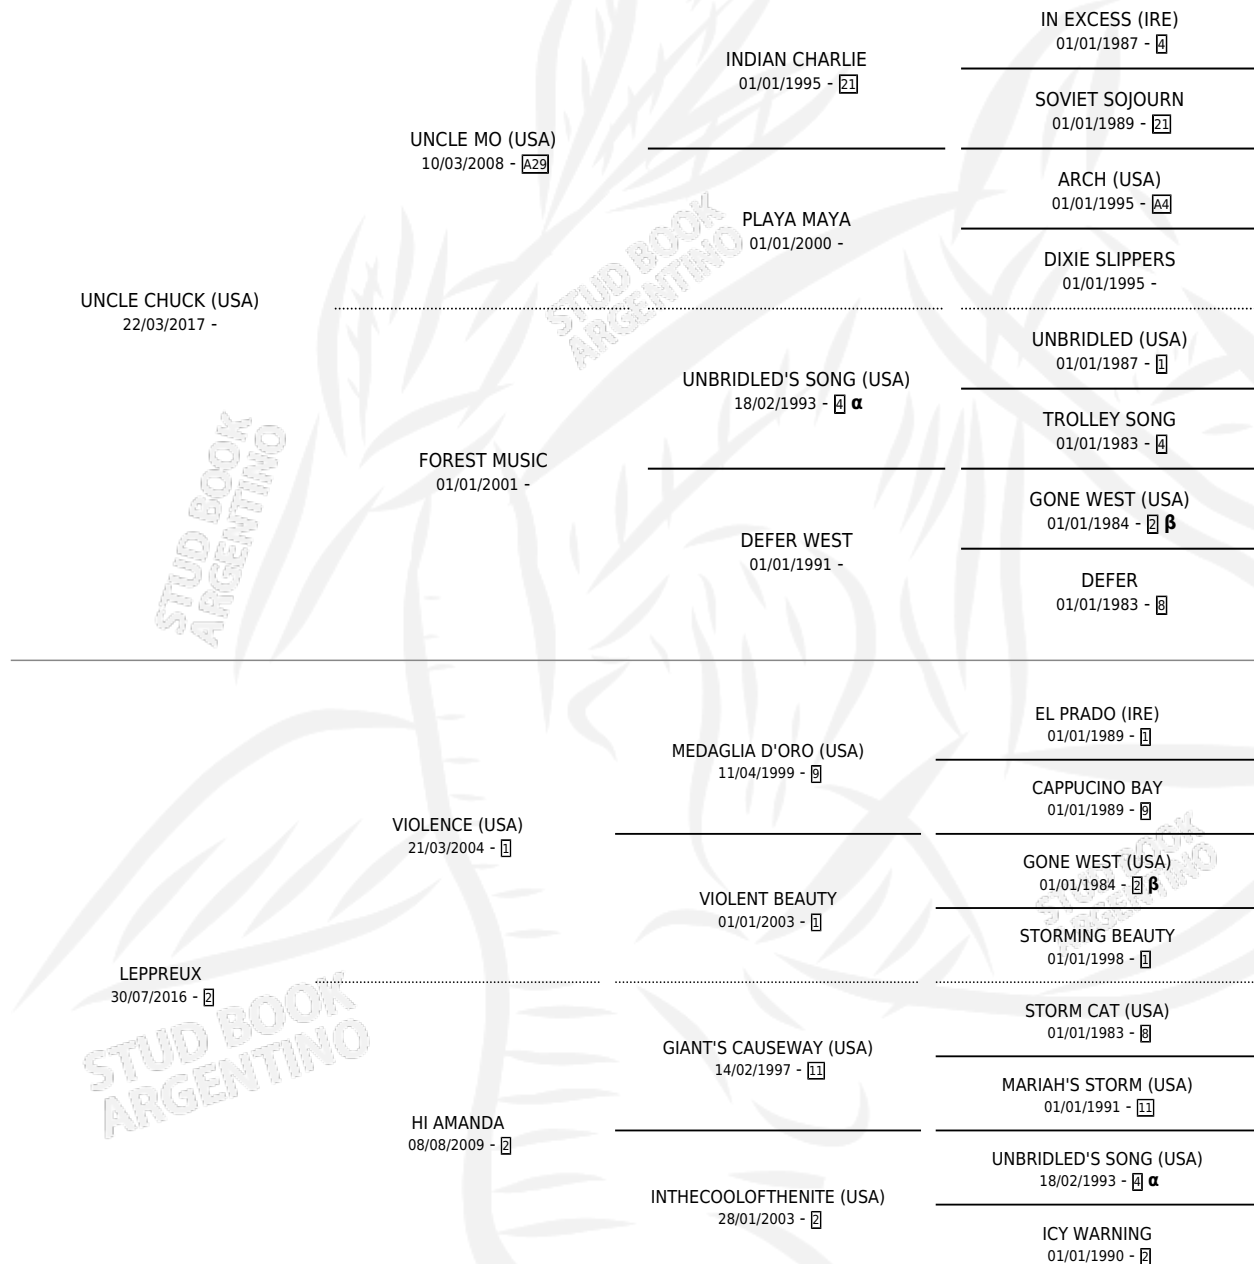 IN EXCESS (IRE)
01/01/1987 - 4
INDIAN CHARLIE
01/01/1995 - 21
SOVIET SOJOURN
01/01/1989 - 21
UNCLE MO (USA)
10/03/2008 - A29
ARCH (USA)
01/01/1995 - A4
PLAYA MAYA
01/01/2000 -
DIXIE SLIPPERS
01/01/1995 -
UNCLE CHUCK (USA)
22/03/2017 -
UNBRIDLED (USA)
01/01/1987 - 1
UNBRIDLED'S SONG (USA)
18/02/1993 - 4 α
TROLLEY SONG
01/01/1983 - 4
FOREST MUSIC
01/01/2001 -
GONE WEST (USA)
01/01/1984 - 2 β
DEFER WEST
01/01/1991 -
DEFER
01/01/1983 - 8
EL PRADO (IRE)
01/01/1989 - 1
MEDAGLIA D'ORO (USA)
11/04/1999 - 9
CAPPUCINO BAY
01/01/1989 - 9
VIOLENCE (USA)
21/03/2004 - 1
GONE WEST (USA)
01/01/1984 - 2 β
VIOLENT BEAUTY
01/01/2003 - 1
STORMING BEAUTY
01/01/1998 - 1
LEPPREUX
30/07/2016 - 2
STORM CAT (USA)
01/01/1983 - 8
GIANT'S CAUSEWAY (USA)
14/02/1997 - 11
MARIAH'S STORM (USA)
01/01/1991 - 11
HI AMANDA
08/08/2009 - 2
UNBRIDLED'S SONG (USA)
18/02/1993 - 4 α
INTHECOOLOFTHENITE (USA)
28/01/2003 - 2
ICY WARNING
01/01/1990 - 2
STUD BOOK
ARGENTINO
STUD BOOK
ARGENTINO
STUD BOOK
ARGENTINO
STUD BOOK
ARGENTINO